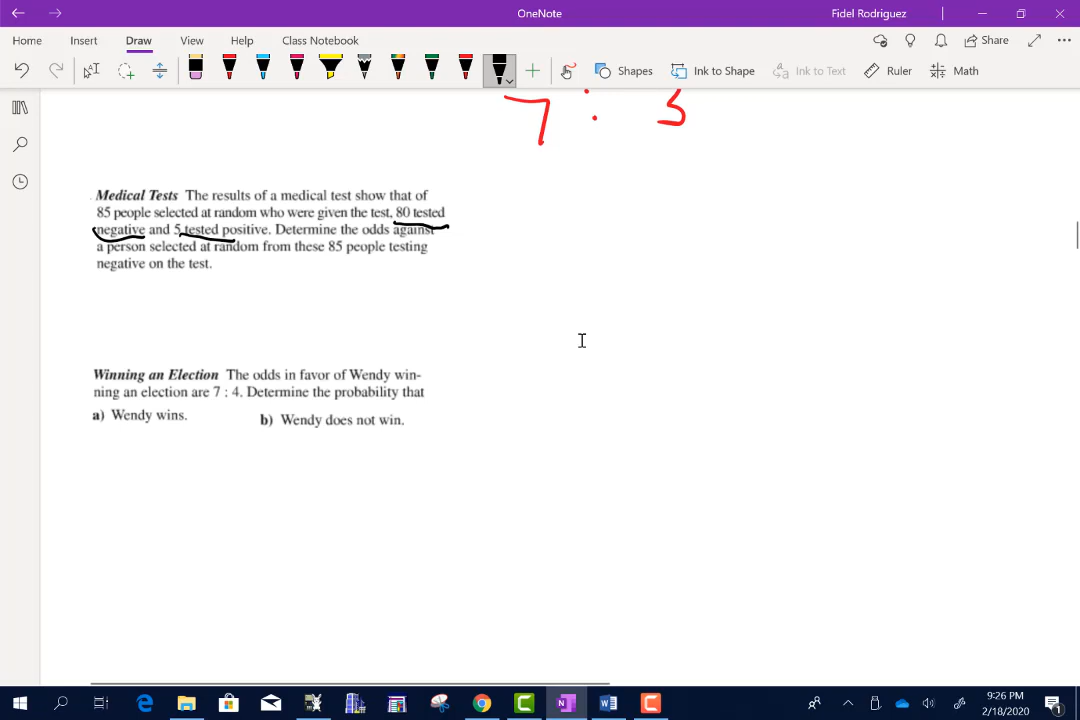 OneNote
Fidel Rodriguez
Home Insert Draw View Help Class Notebook
Share
Shapes Ink to Shape Ink to Text Ruler Math
7 : 3
Medical Tests The results of a medical test show that of
85 people selected at random who were given the test, 80 tested
negative and 5 tested positive. Determine the odds against
a person selected at random from these 85 people testing
negative on the test.
Winning an Election The odds in favor of Wendy win-
ning an election are 7 : 4. Determine the probability that
a) Wendy wins.
b) Wendy does not win.
9:26 PM
2/18/2020